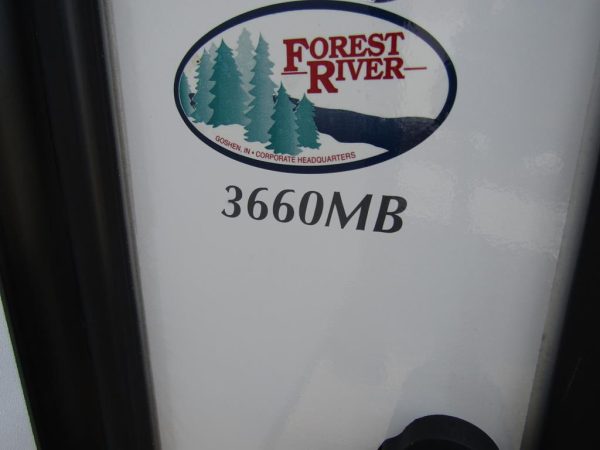 FOREST
RIVER
GOSHEN, IN • CORPORATE HEADQUARTERS
3660MB